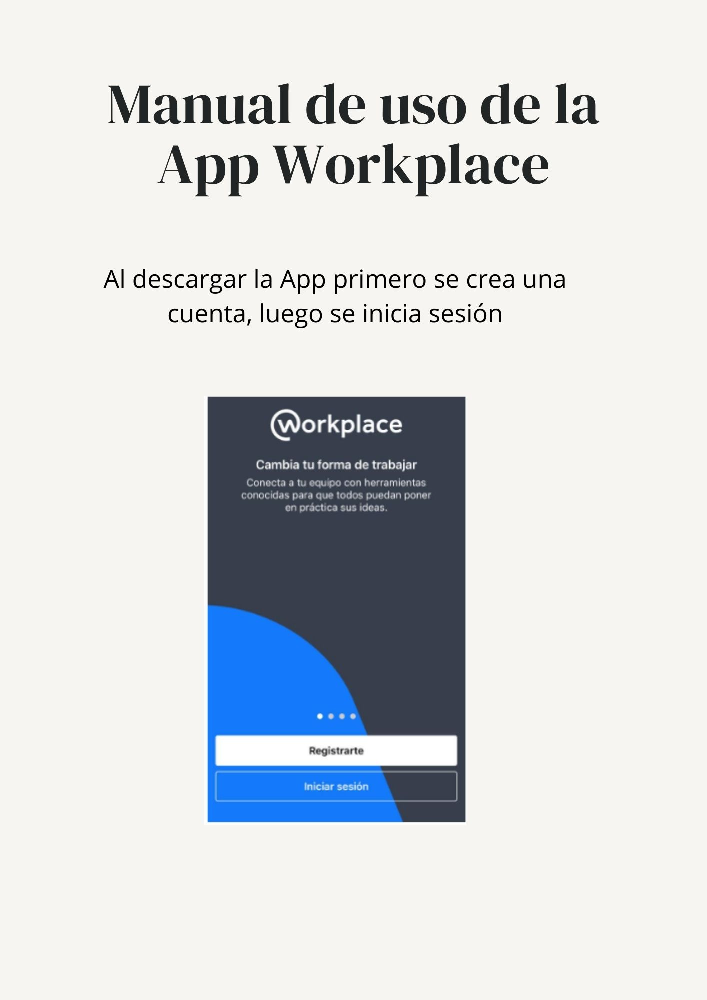 Manual de uso de la
App Workplace
Al descargar la App primero se crea una
cuenta, luego se inicia sesión
Workplace
Cambia tu forma de trabajar
Conecta a tu equipo con herramientas
conocidas para que todos puedan poner
en práctica sus ideas.
Registrarte
Iniciar sesión